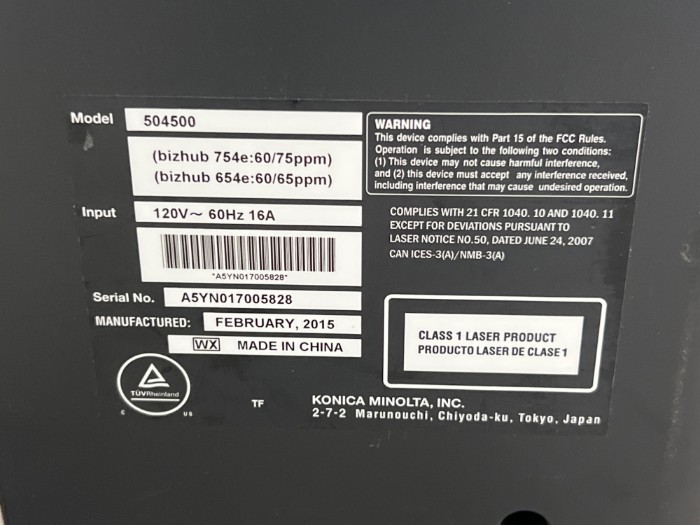 Model 504500
(bizhub 754e:60/75ppm)
(bizhub 654e:60/65ppm)
Input 120V~ 60Hz 16A
*A5YN017005828*
Serial No. A5YN017005828
MANUFACTURED: FEBRUARY, 2015
WX MADE IN CHINA
TÜVRheinland
C US
TF
WARNING
This device complies with Part 15 of the FCC Rules.
Operation is subject to the following two conditions:
(1) This device may not cause harmful interference,
and (2) this device must accept any interference received,
including interference that may cause undesired operation.
COMPLIES WITH 21 CFR 1040. 10 AND 1040. 11
EXCEPT FOR DEVIATIONS PURSUANT TO
LASER NOTICE NO.50, DATED JUNE 24, 2007
CAN ICES-3(A)/NMB-3(A)
CLASS 1 LASER PRODUCT
PRODUCTO LASER DE CLASE 1
KONICA MINOLTA, INC.
2-7-2 Marunouchi, Chiyoda-ku, Tokyo, Japan